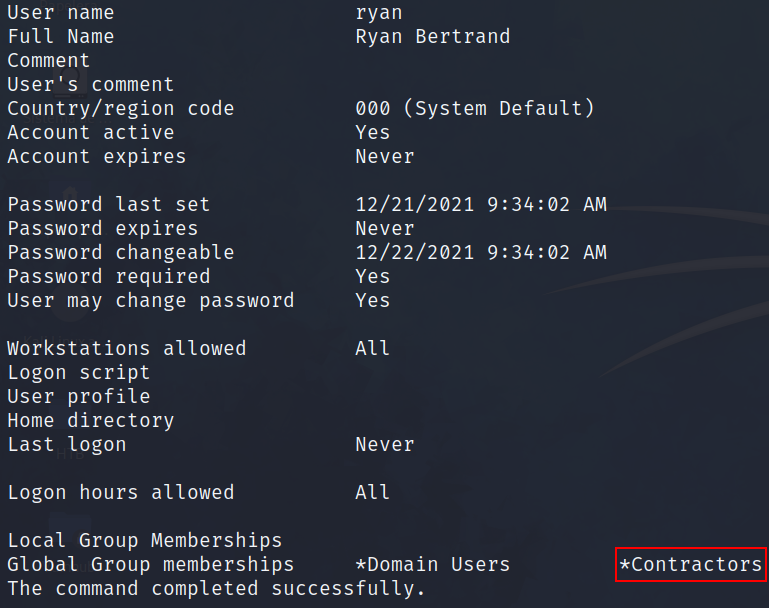 User name                    ryan
Full Name                    Ryan Bertrand
Comment
User's comment
Country/region code          000 (System Default)
Account active               Yes
Account expires              Never
Password last set            12/21/2021 9:34:02 AM
Password expires             Never
Password changeable          12/22/2021 9:34:02 AM
Password required            Yes
User may change password     Yes
Workstations allowed         All
Logon script
User profile
Home directory
Last logon                   Never
Logon hours allowed          All
Local Group Memberships
Global Group memberships     *Domain Users         *Contractors
The command completed successfully.